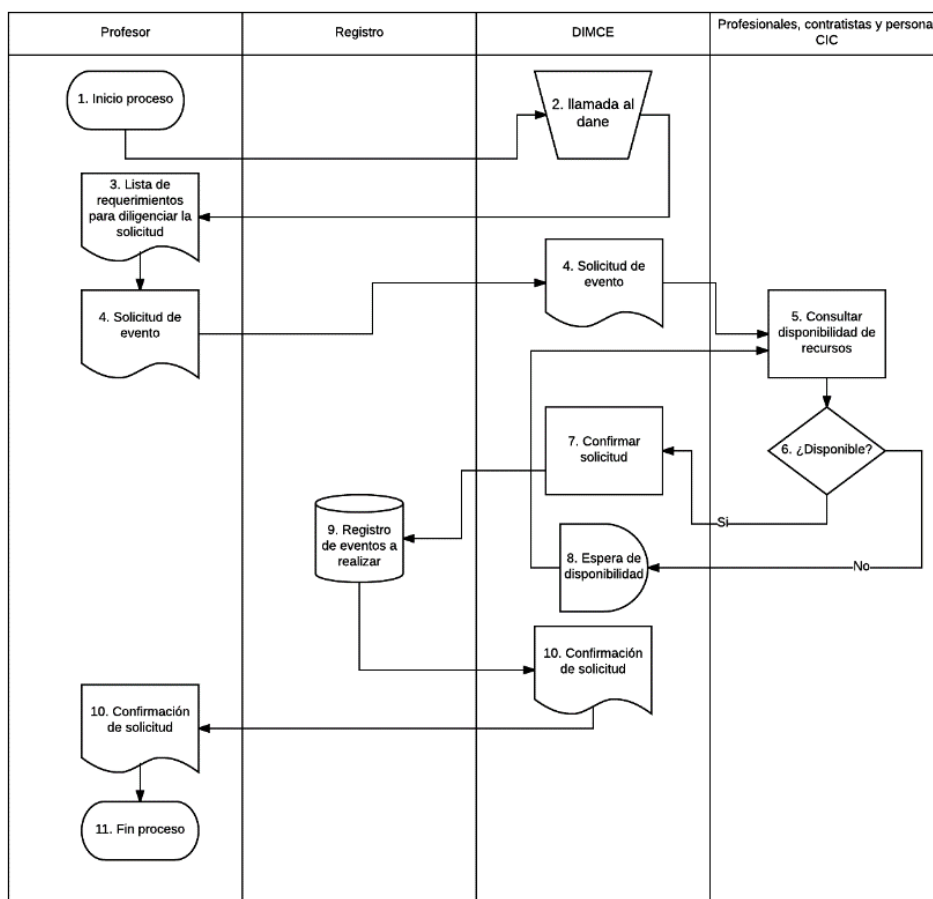 Profesor
Registro
DIMCE
Profesionales, contratistas y persona
CIC
1. Inicio proceso
2. llamada al
dane
3. Lista de
requerimientos
para diligenciar la
solicitud
4. Solicitud de
evento
4. Solicitud de
evento
5. Consultar
disponibilidad de
recursos
6. ¿Disponible?
7. Confirmar
solicitud
Si
9. Registro
de eventos a
realizar
8. Espera de
disponibilidad
No
10. Confirmación
de solicitud
10. Confirmación
de solicitud
11. Fin proceso